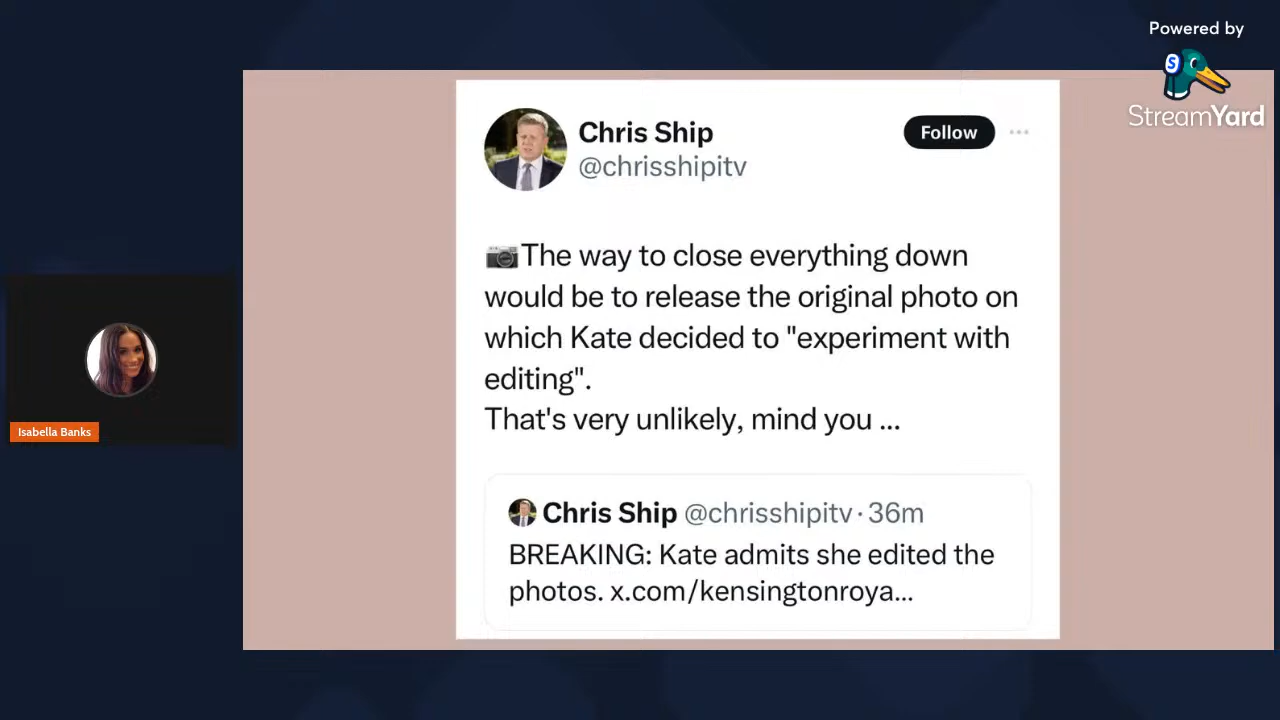 Powered by
StreamYard
Chris Ship
@chrisshipitv
Follow
📷The way to close everything down
would be to release the original photo on
which Kate decided to "experiment with
editing".
That's very unlikely, mind you ...
Chris Ship @chrisshipitv · 36m
BREAKING: Kate admits she edited the
photos. x.com/kensingtonroya...
Isabella Banks